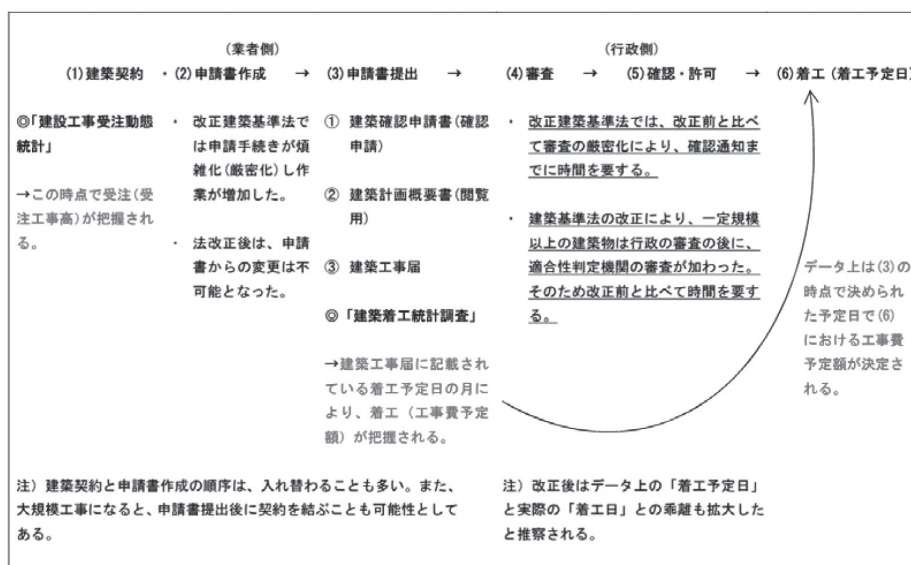 （業者側）　（行政側）
(1)建築契約 ・(2)申請書作成 → (3)申請書提出 → (4)審査 → (5)確認・許可 → (6)着工（着工予定日)
◎「建設工事受注動態
統計」
→この時点で受注(受
注工事高)が把握され
る。
・ 改正建築基準法で
は申請手続きが煩
雑化(厳密化)し作
業が増加した。
・ 法改正後は、申請
書からの変更は不
可能となった。
① 建築確認申請書(確認
申請)
② 建築計画概要書(閲覧
用)
③ 建築工事届
◎「建築着工統計調査」
→建築工事届に記載され
ている着工予定日の月に
より、着工（工事費予定
額）が把握される。
・ 改正建築基準法では、改正前と比べ
て審査の厳密化により、確認通知ま
でに時間を要する。
・ 建築基準法の改正により、一定規模
以上の建築物は行政の審査の後に、
適合性判定機関の審査が加わった。
そのため改正前と比べて時間を要す
る。
データ上は(3)の
時点で決められ
た予定日で(6)
における工事費
予定額が決定さ
れる。
注）建築契約と申請書作成の順序は、入れ替わることも多い。また、
大規模工事になると、申請書提出後に契約を結ぶことも可能性として
ある。
注）改正後はデータ上の「着工予定日」
と実際の「着工日」との乖離も拡大した
と推察される。